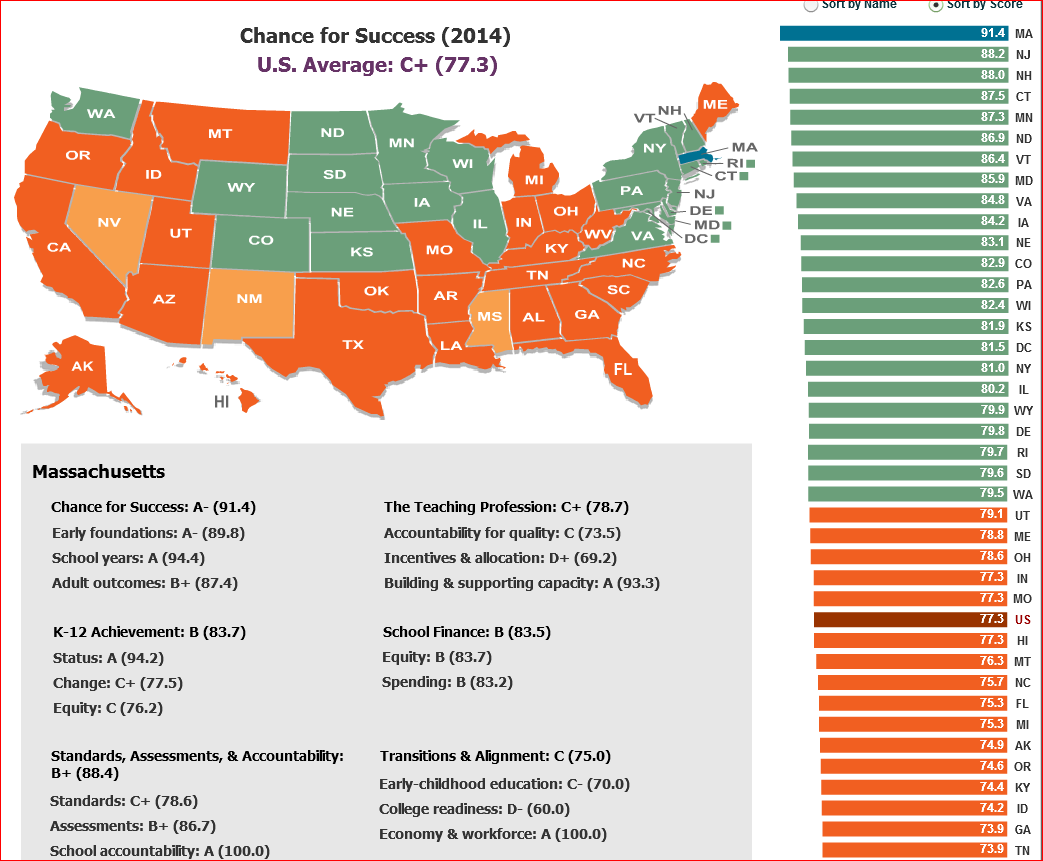 Sort by Name
Sort by Score
Chance for Success (2014)
U.S. Average: C+ (77.3)
WA
OR
CA
NV
ID
MT
WY
UT
AZ
CO
NM
ND
SD
NE
KS
OK
TX
MN
IA
MO
AR
LA
WI
IL
MS
MI
IN
OH
KY
TN
AL
GA
FL
SC
NC
VA
WV
PA
NY
VT
NH
ME
MA
RI
CT
NJ
DE
MD
DC
AK
HI
Massachusetts
Chance for Success: A- (91.4)
Early foundations: A- (89.8)
School years: A (94.4)
Adult outcomes: B+ (87.4)
The Teaching Profession: C+ (78.7)
Accountability for quality: C (73.5)
Incentives & allocation: D+ (69.2)
Building & supporting capacity: A (93.3)
K-12 Achievement: B (83.7)
Status: A (94.2)
Change: C+ (77.5)
Equity: C (76.2)
School Finance: B (83.5)
Equity: B (83.7)
Spending: B (83.2)
Standards, Assessments, & Accountability:
B+ (88.4)
Standards: C+ (78.6)
Assessments: B+ (86.7)
School accountability: A (100.0)
Transitions & Alignment: C (75.0)
Early-childhood education: C- (70.0)
College readiness: D- (60.0)
Economy & workforce: A (100.0)
91.4 MA
88.2 NJ
88.0 NH
87.5 CT
87.3 MN
86.9 ND
86.4 VT
85.9 MD
84.8 VA
84.2 IA
83.1 NE
82.9 CO
82.6 PA
82.4 WI
81.9 KS
81.5 DC
81.0 NY
80.2 IL
79.9 WY
79.8 DE
79.7 RI
79.6 SD
79.5 WA
79.1 UT
78.8 ME
78.6 OH
77.3 IN
77.3 MO
77.3 US
77.3 HI
76.3 MT
75.7 NC
75.3 FL
75.3 MI
74.9 AK
74.6 OR
74.4 KY
74.2 ID
73.9 GA
73.9 TN